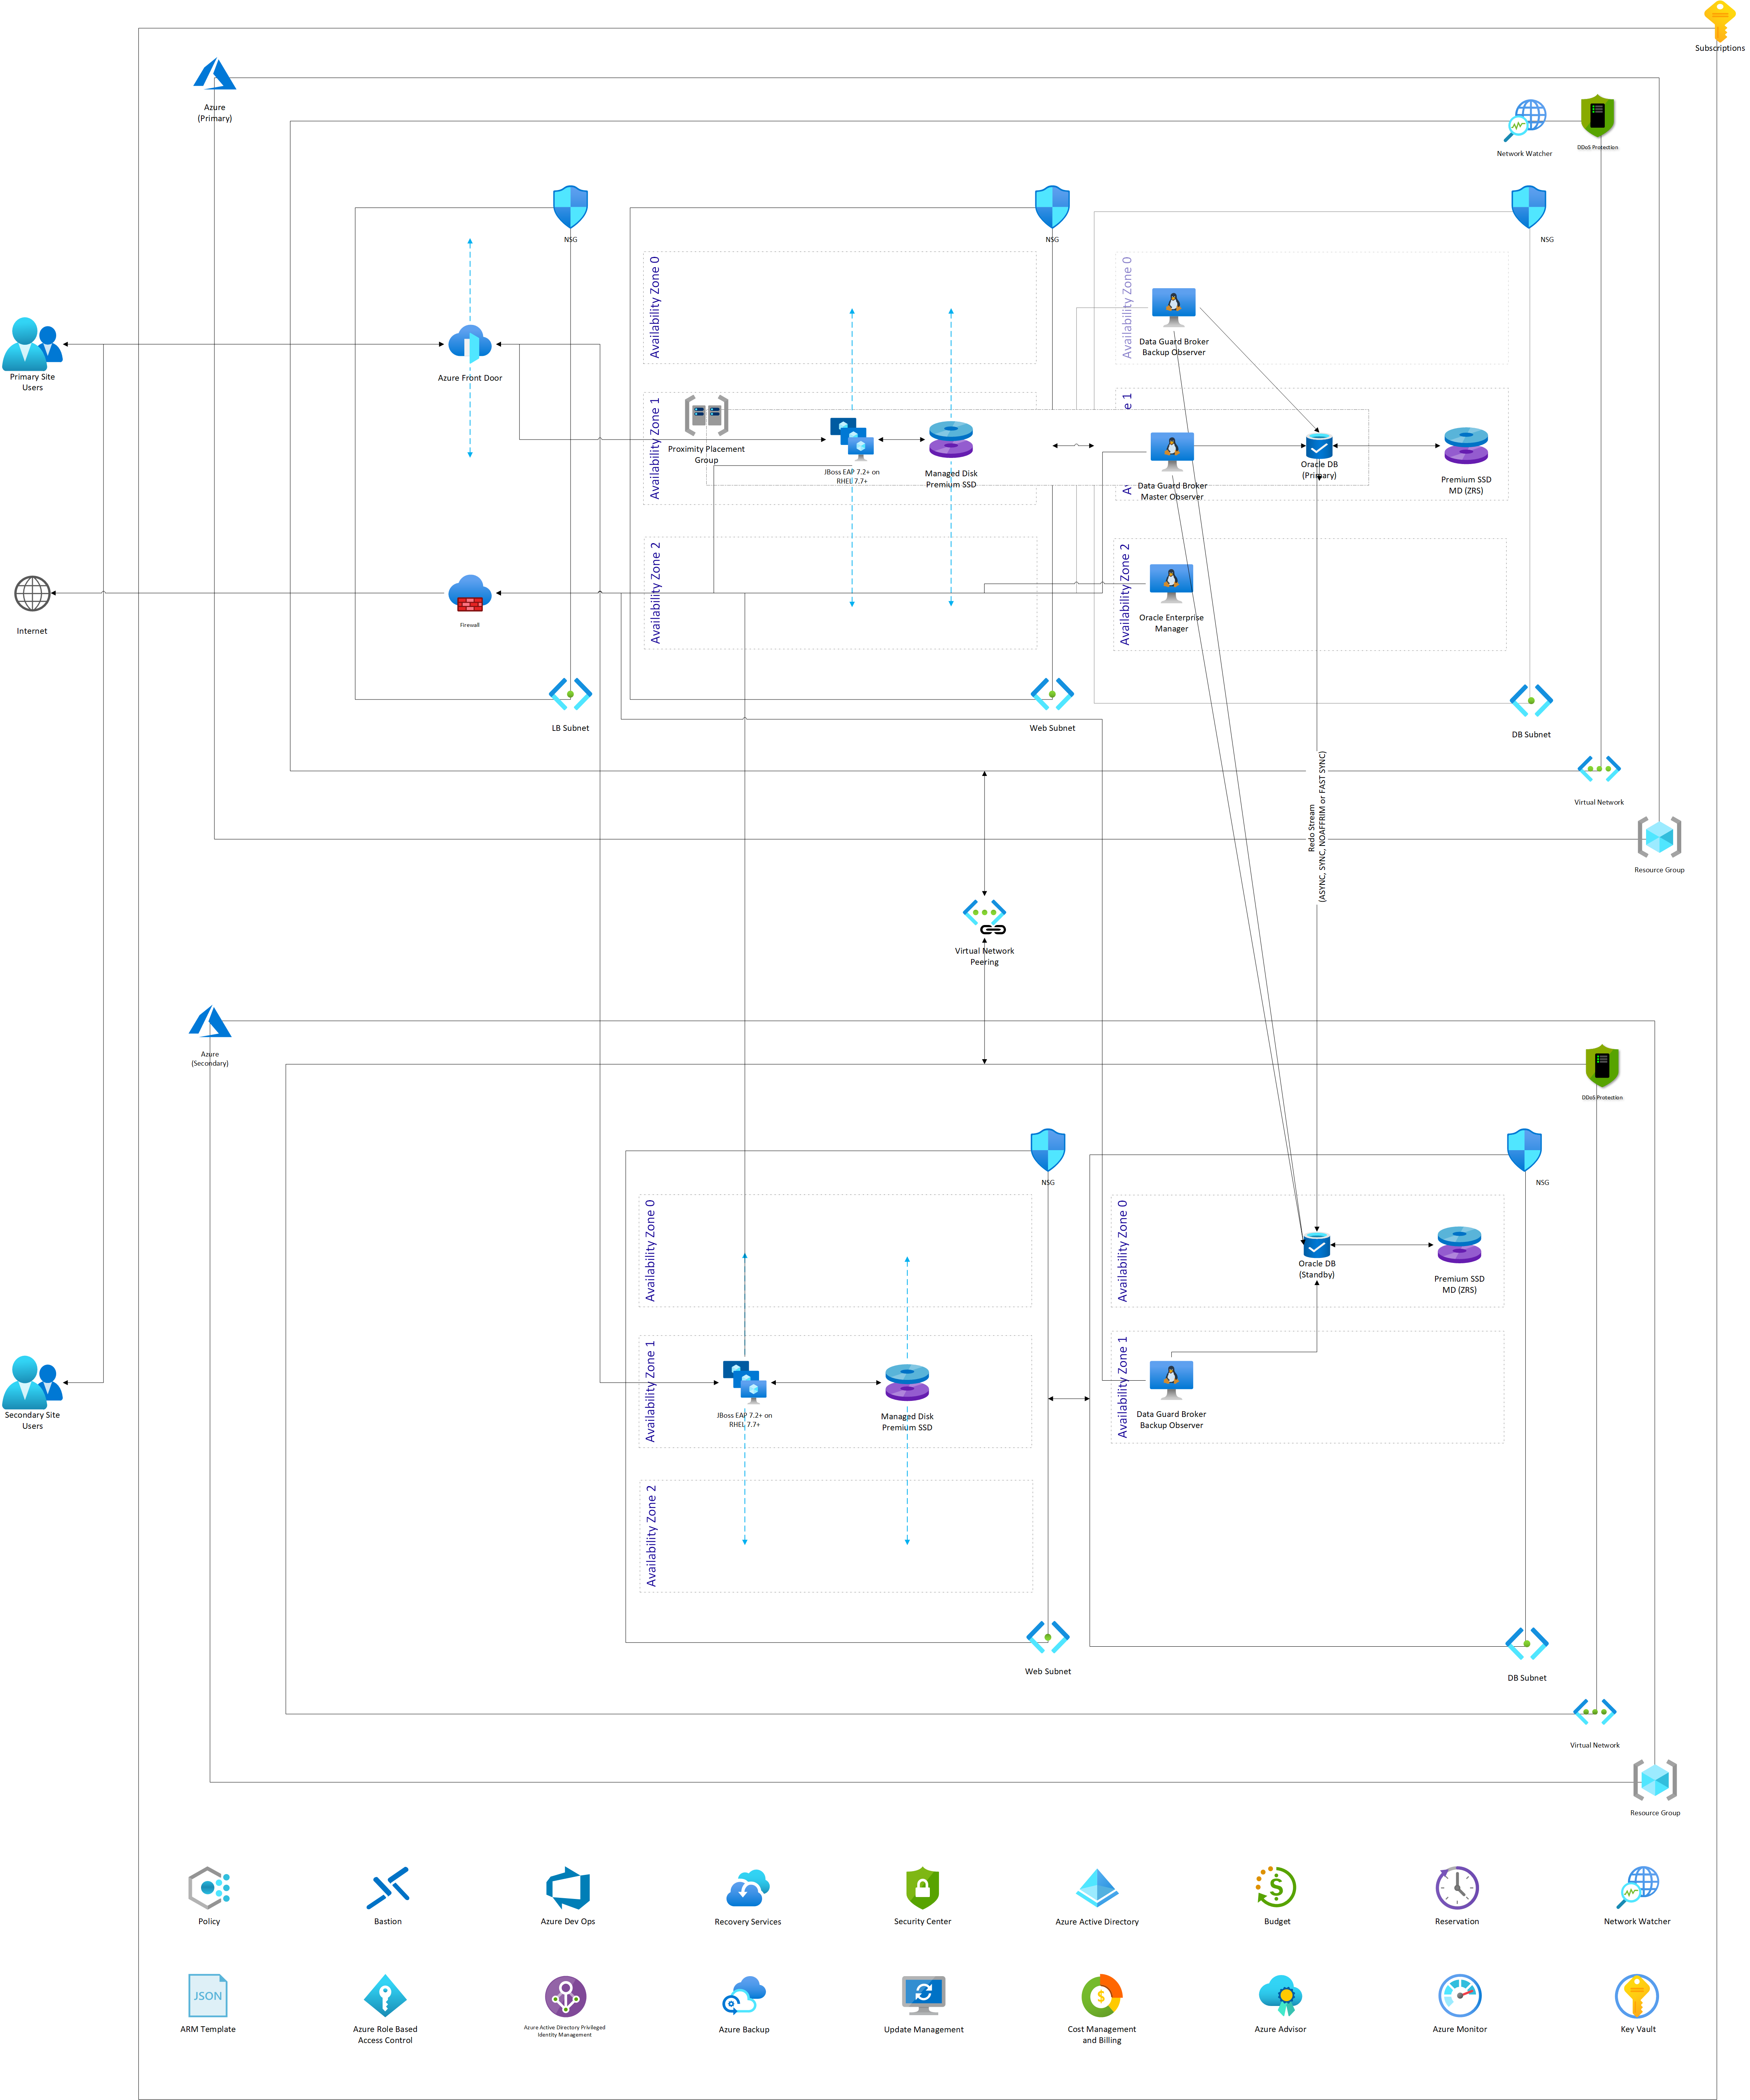 Subscriptions
Azure
(Primary)
Network Watcher
DDoS Protection
NSG
NSG
NSG
Availability Zone 0
Availability Zone 0
Data Guard Broker
Backup Observer
Primary Site
Users
Azure Front Door
Availability Zone 1
Proximity Placement
Group
JBoss EAP 7.2+ on
RHEL 7.7+
Managed Disk
Premium SSD
A
e 1
Data Guard Broker
Master Observer
Oracle DB
(Primary)
Premium SSD
MD (ZRS)
Availability Zone 2
Availability Zone 2
Oracle Enterprise
Manager
Internet
Firewall
LB Subnet
Web Subnet
DB Subnet
Virtual Network
Redo Stream
(ASYNC, SYNC, NOAFFRIM or FAST SYNC)
Resource Group
Virtual Network
Peering
Azure
(Secondary)
DDoS Protection
NSG
NSG
Availability Zone 0
Availability Zone 0
Oracle DB
(Standby)
Premium SSD
MD (ZRS)
Secondary Site
Users
Availability Zone 1
JBoss EAP 7.2+ on
RHEL 7.7+
Managed Disk
Premium SSD
Availability Zone 1
Data Guard Broker
Backup Observer
Availability Zone 2
Web Subnet
DB Subnet
Virtual Network
Resource Group
Policy
Bastion
Azure Dev Ops
Recovery Services
Security Center
Azure Active Directory
Budget
Reservation
Network Watcher
JSON
ARM Template
Azure Role Based
Access Control
Azure Active Directory Privileged
Identity Management
Azure Backup
Update Management
Cost Management
and Billing
Azure Advisor
Azure Monitor
Key Vault